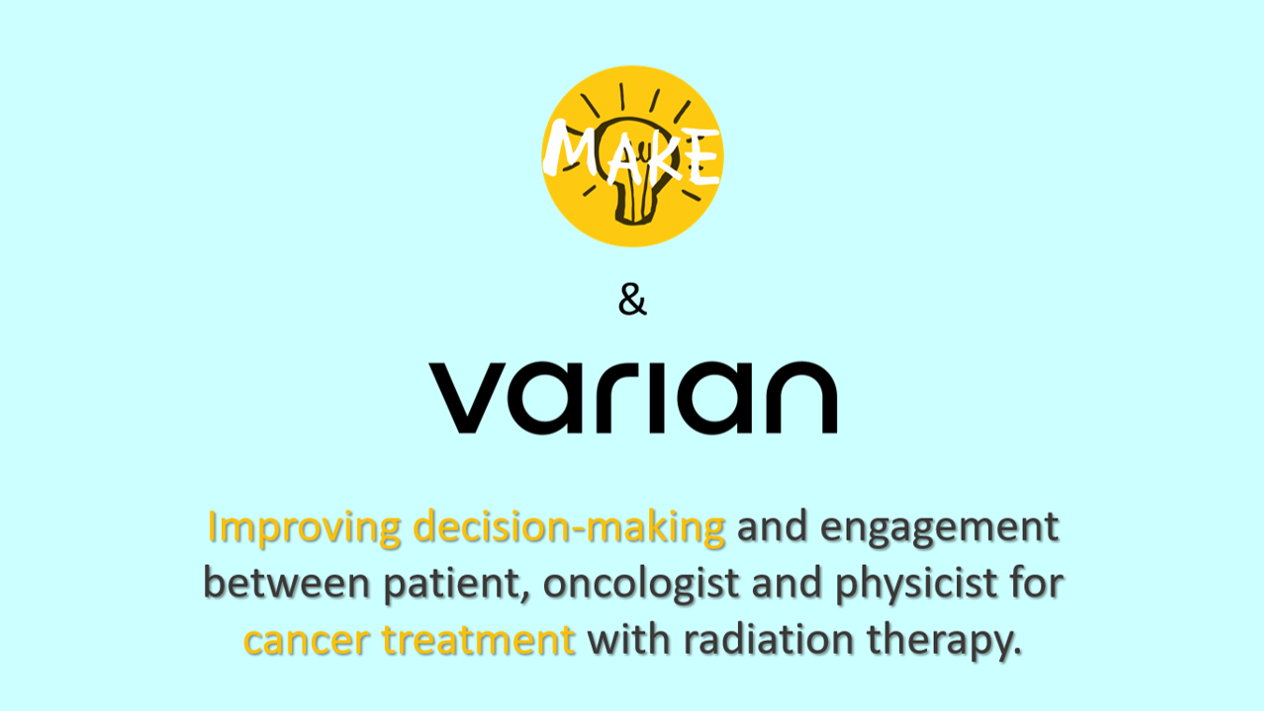 MAKE
&
varian
Improving decision-making and engagement
between patient, oncologist and physicist for
cancer treatment with radiation therapy.